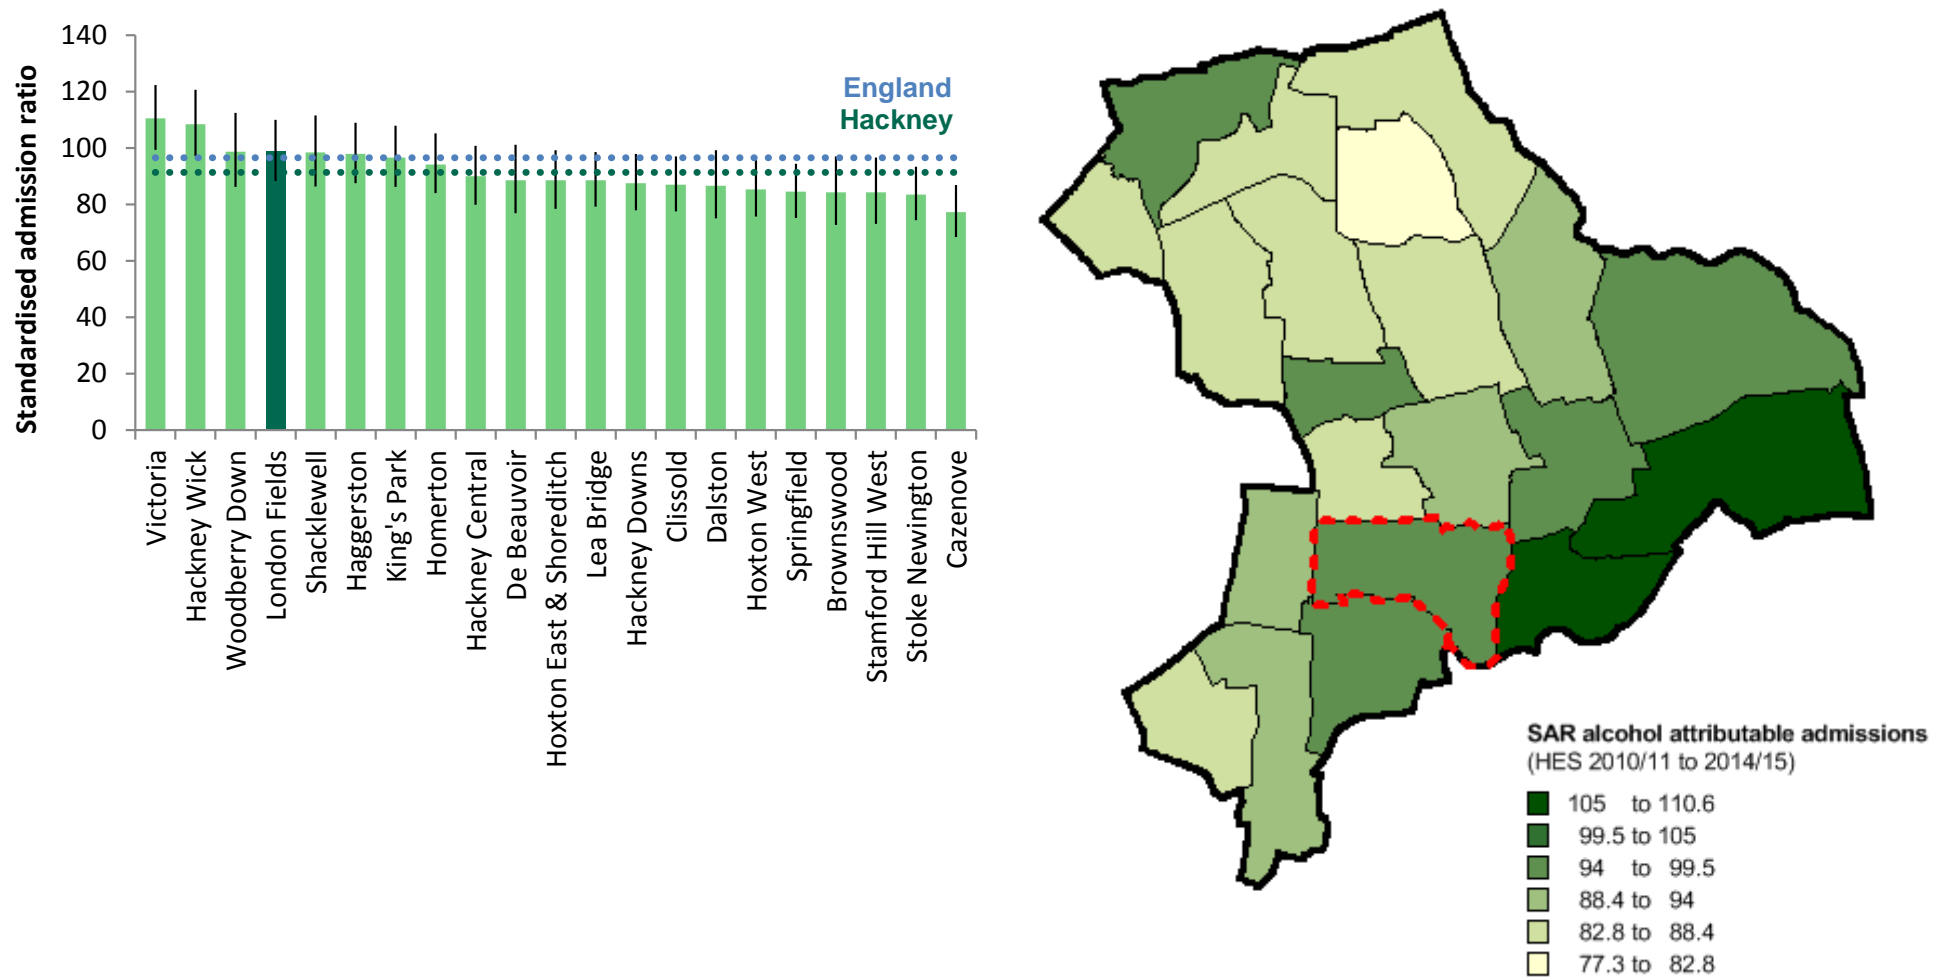 Standardised admission ratio
140
120
100
80
60
40
20
0
England
Hackney
Victoria
Hackney Wick
Woodberry Down
London Fields
Shacklewell
Haggerston
King's Park
Homerton
Hackney Central
De Beauvoir
Hoxton East & Shoreditch
Lea Bridge
Hackney Downs
Clissold
Dalston
Hoxton West
Springfield
Brownswood
Stamford Hill West
Stoke Newington
Cazenove
SAR alcohol attributable admissions
(HES 2010/11 to 2014/15)
105 to 110.6
99.5 to 105
94 to 99.5
88.4 to 94
82.8 to 88.4
77.3 to 82.8